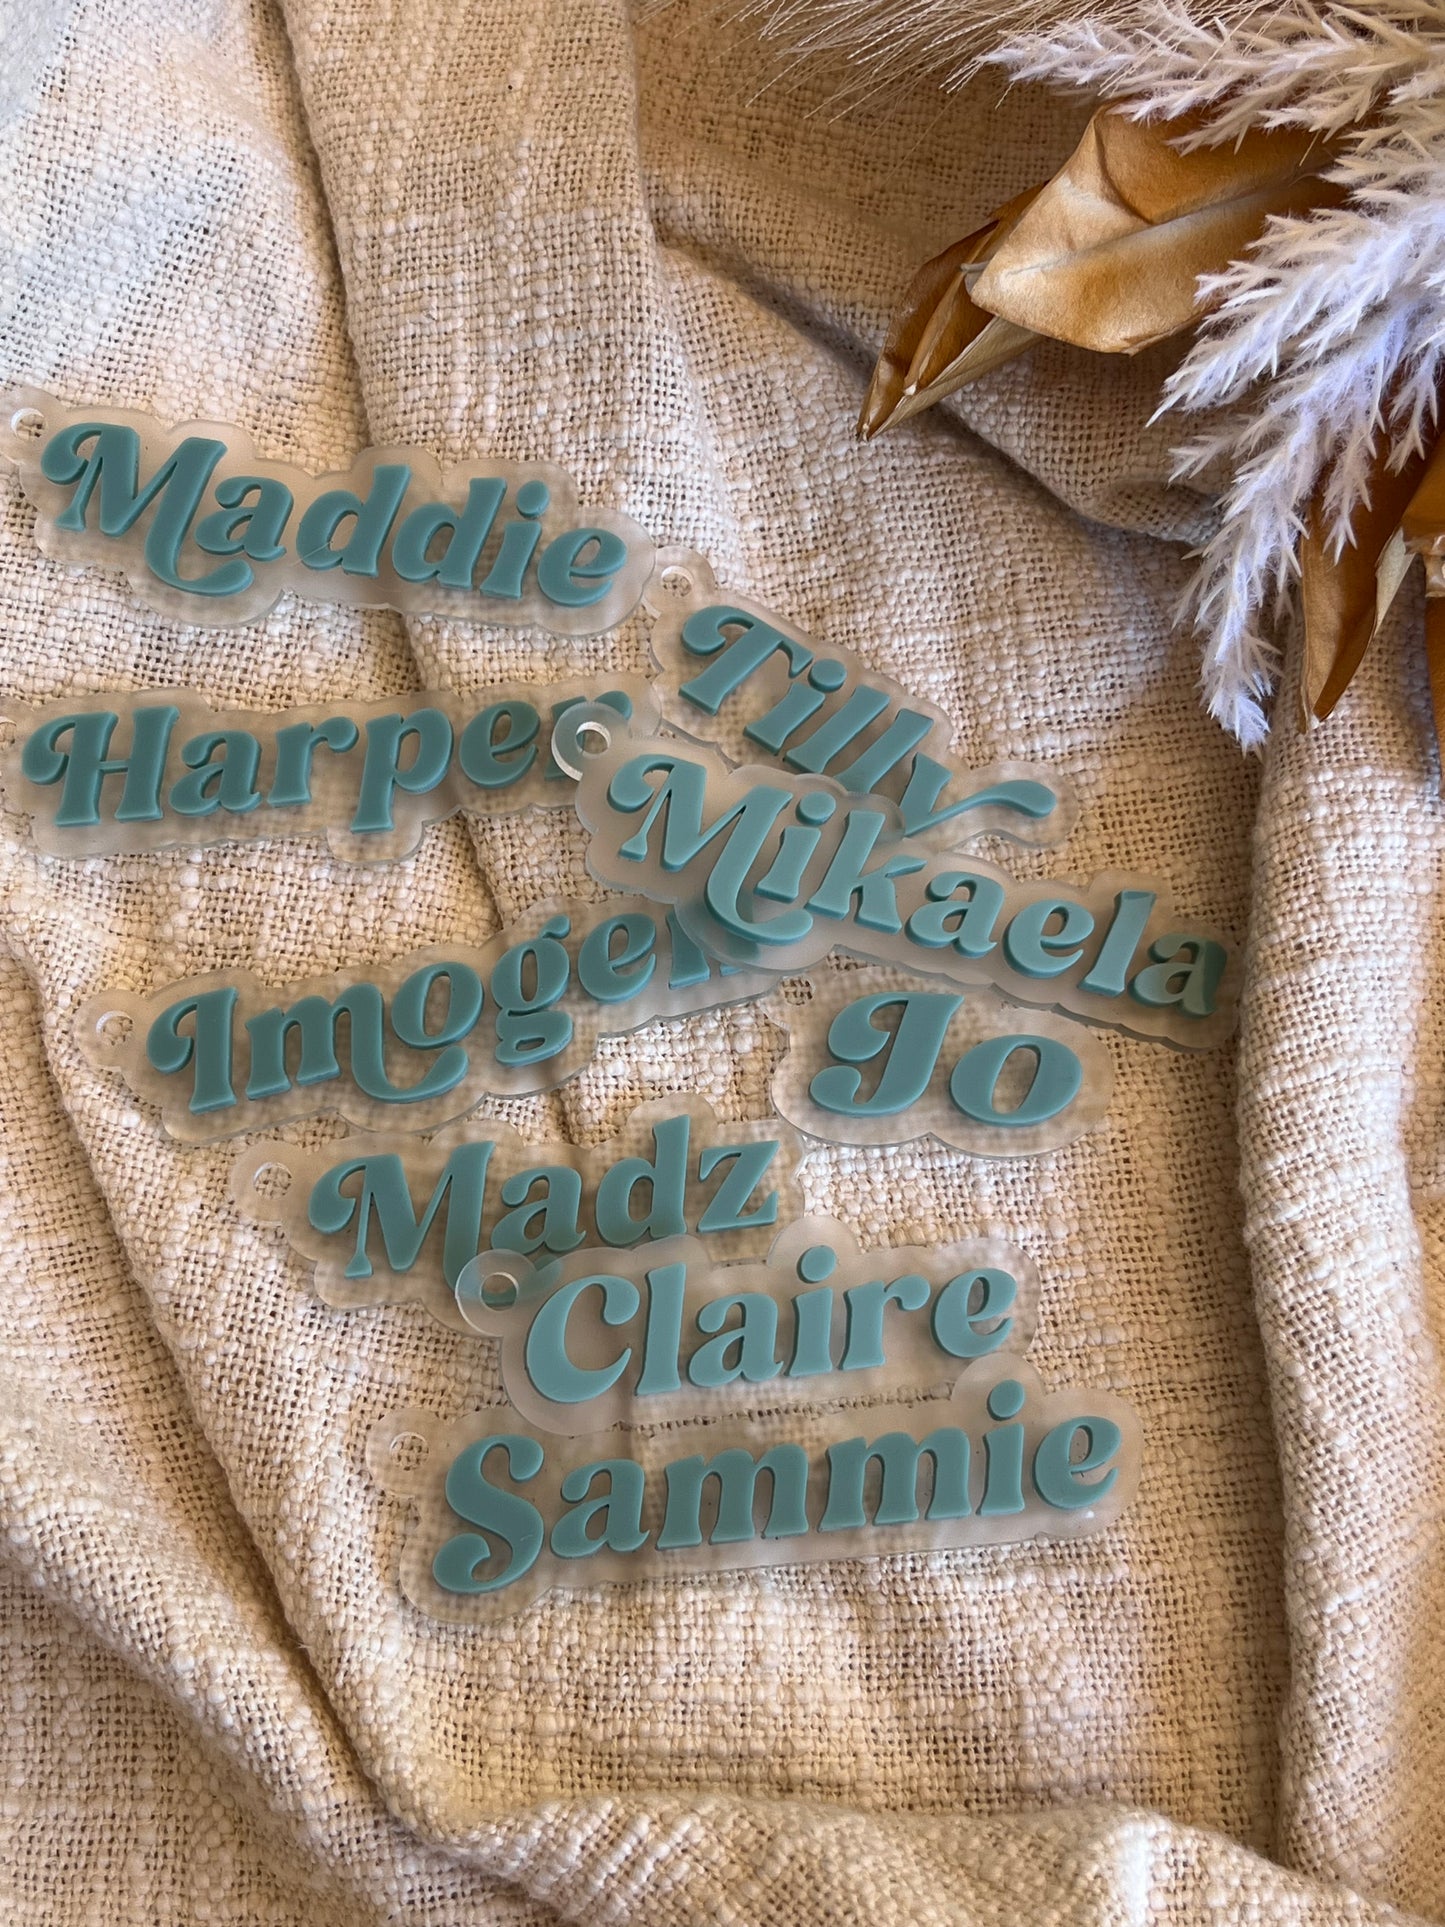 Maddie
Tilly
Harper
Mikaela
Imogen
Jo
Madz
Claire
Sammie